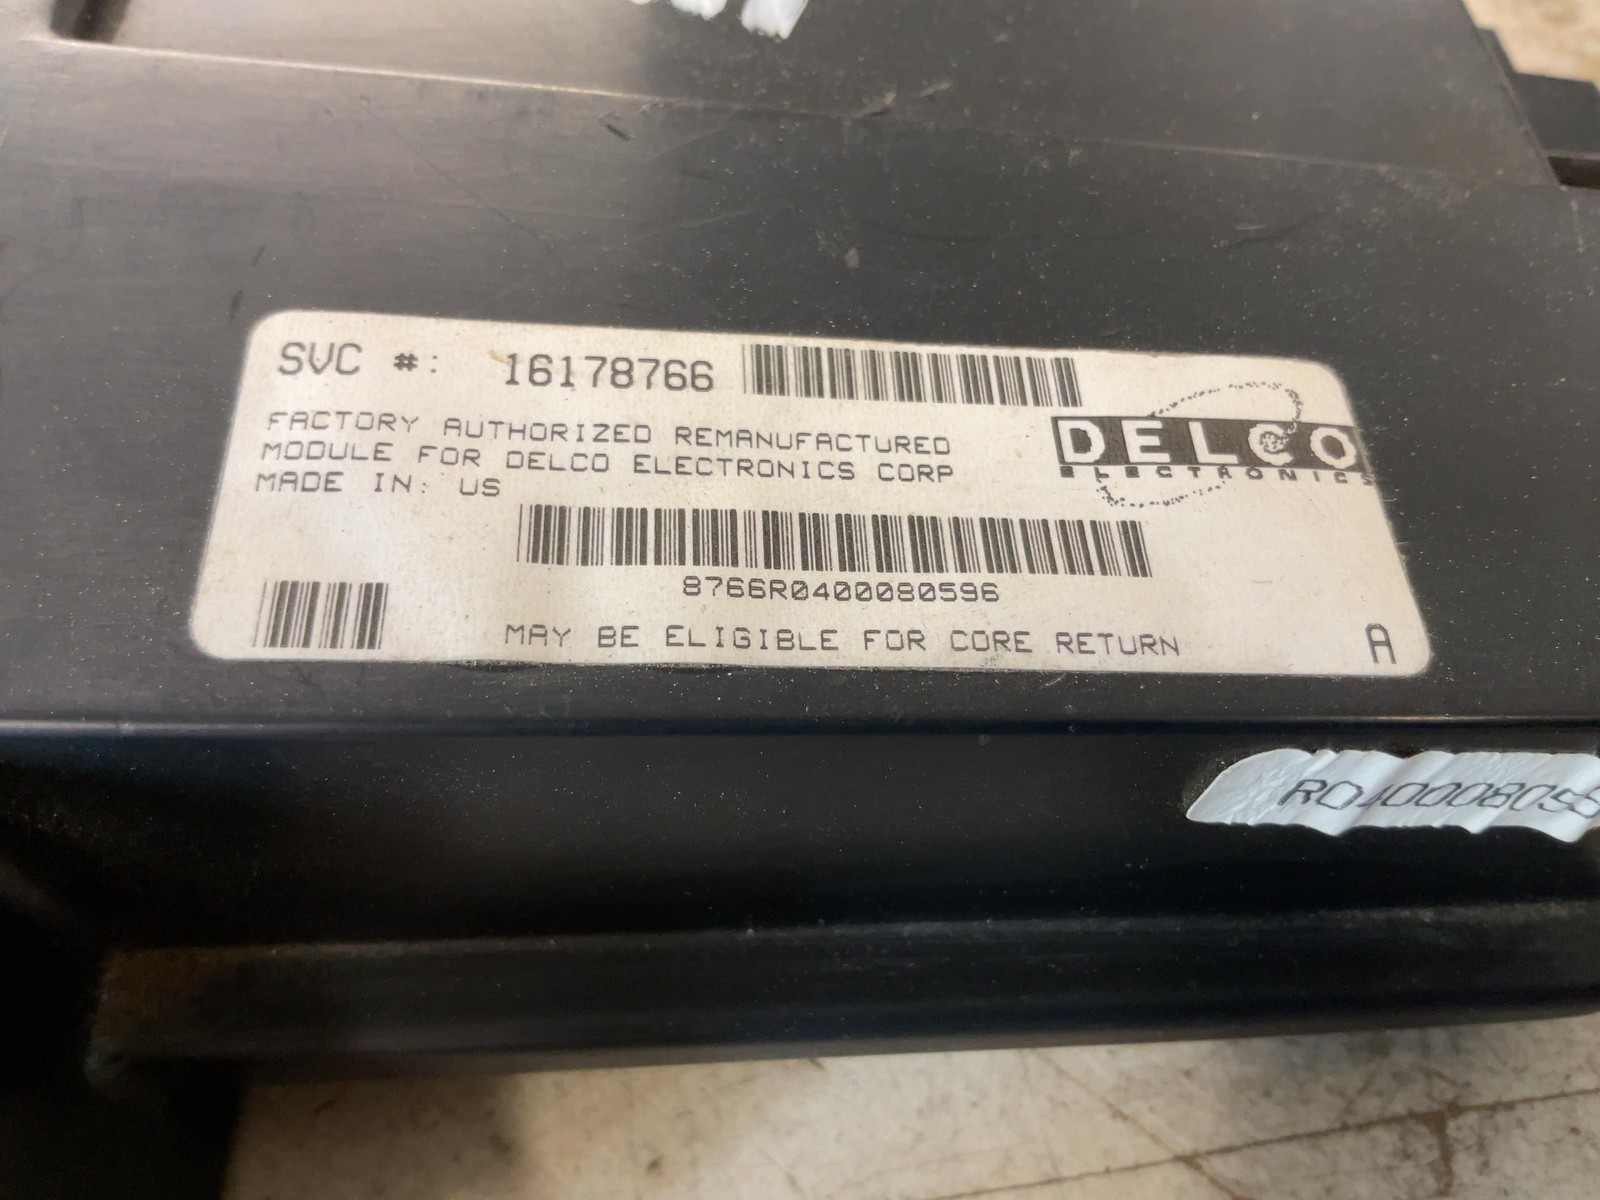 SVC #: 16178766
FACTORY AUTHORIZED REMANUFACTURED
MODULE FOR DELCO ELECTRONICS CORP
MADE IN: US
DELCO
ELECTRONICS
8766R0400080596
MAY BE ELIGIBLE FOR CORE RETURN
A